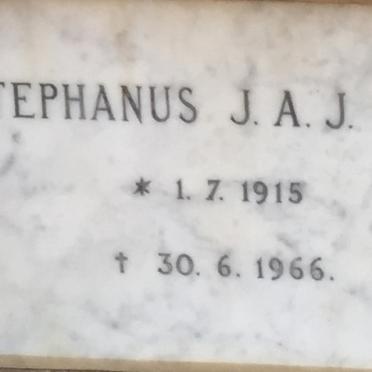 TEPHANUS J. A. J.
* 1. 7. 1915
† 30. 6. 1966.